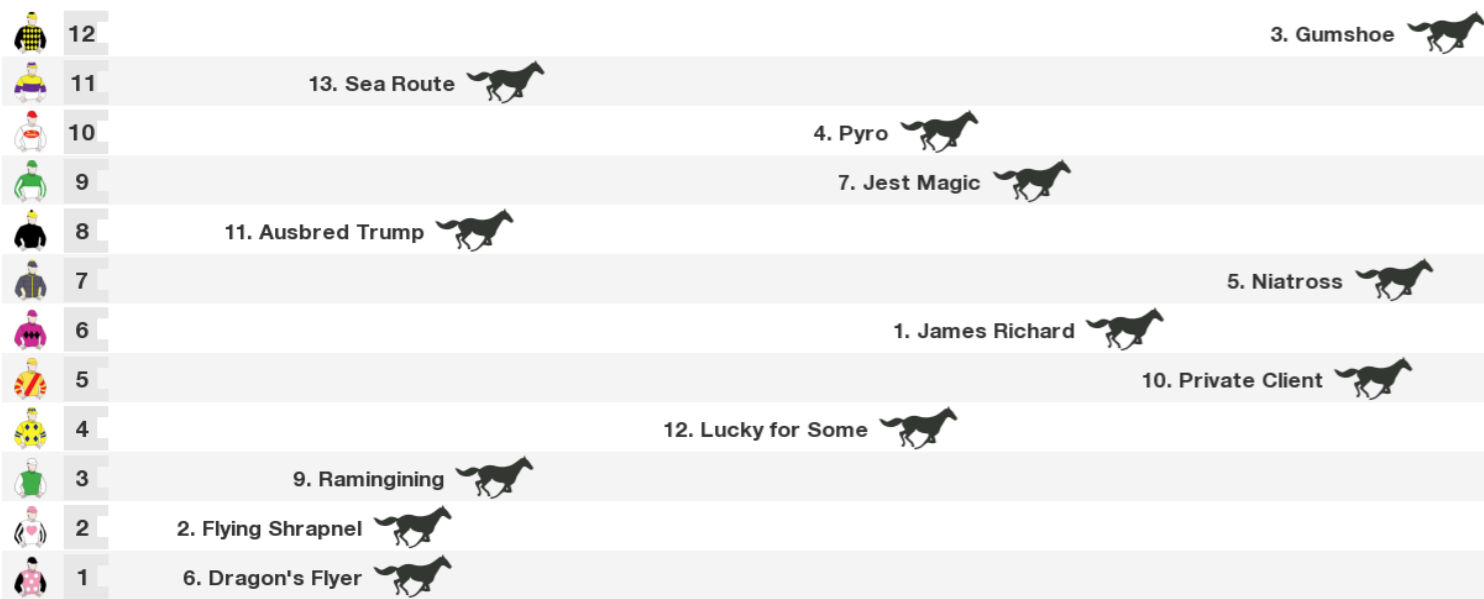 12 3. Gumshoe
11 13. Sea Route
10 4. Pyro
9 7. Jest Magic
8 11. Ausbred Trump
7 5. Niatross
6 1. James Richard
5 10. Private Client
4 12. Lucky for Some
3 9. Ramingining
2 2. Flying Shrapnel
1 6. Dragon's Flyer